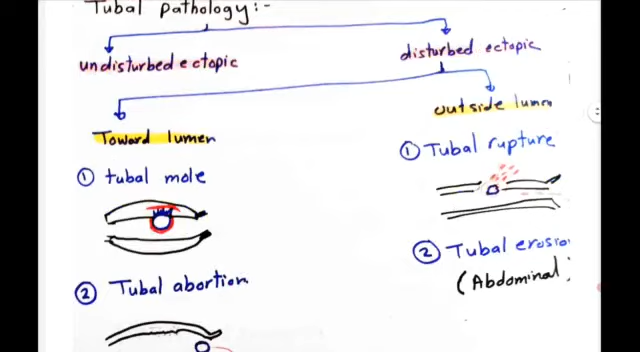 Tubal pathology:-
undisturbed ectopic
disturbed ectopic
Toward lumen
① tubal mole
② Tubal abortion
outside lumen
① Tubal rupture
② Tubal erosio
(Abdominal)